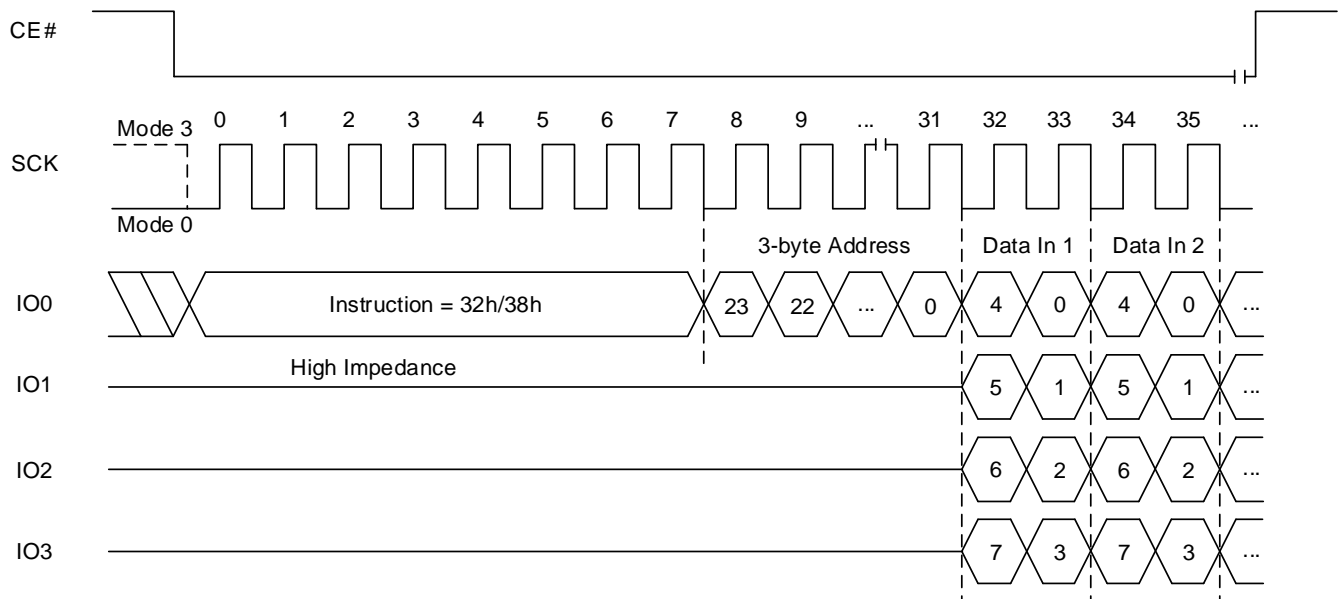 CE#
Mode 3 0 1 2 3 4 5 6 7 8 9 ... 31 32 33 34 35 ...
SCK
Mode 0
3-byte Address Data In 1 Data In 2
IO0 Instruction = 32h/38h 23 22 ... 0 4 0 4 0 ...
High Impedance
IO1 5 1 5 1 ...
IO2 6 2 6 2 ...
IO3 7 3 7 3 ...